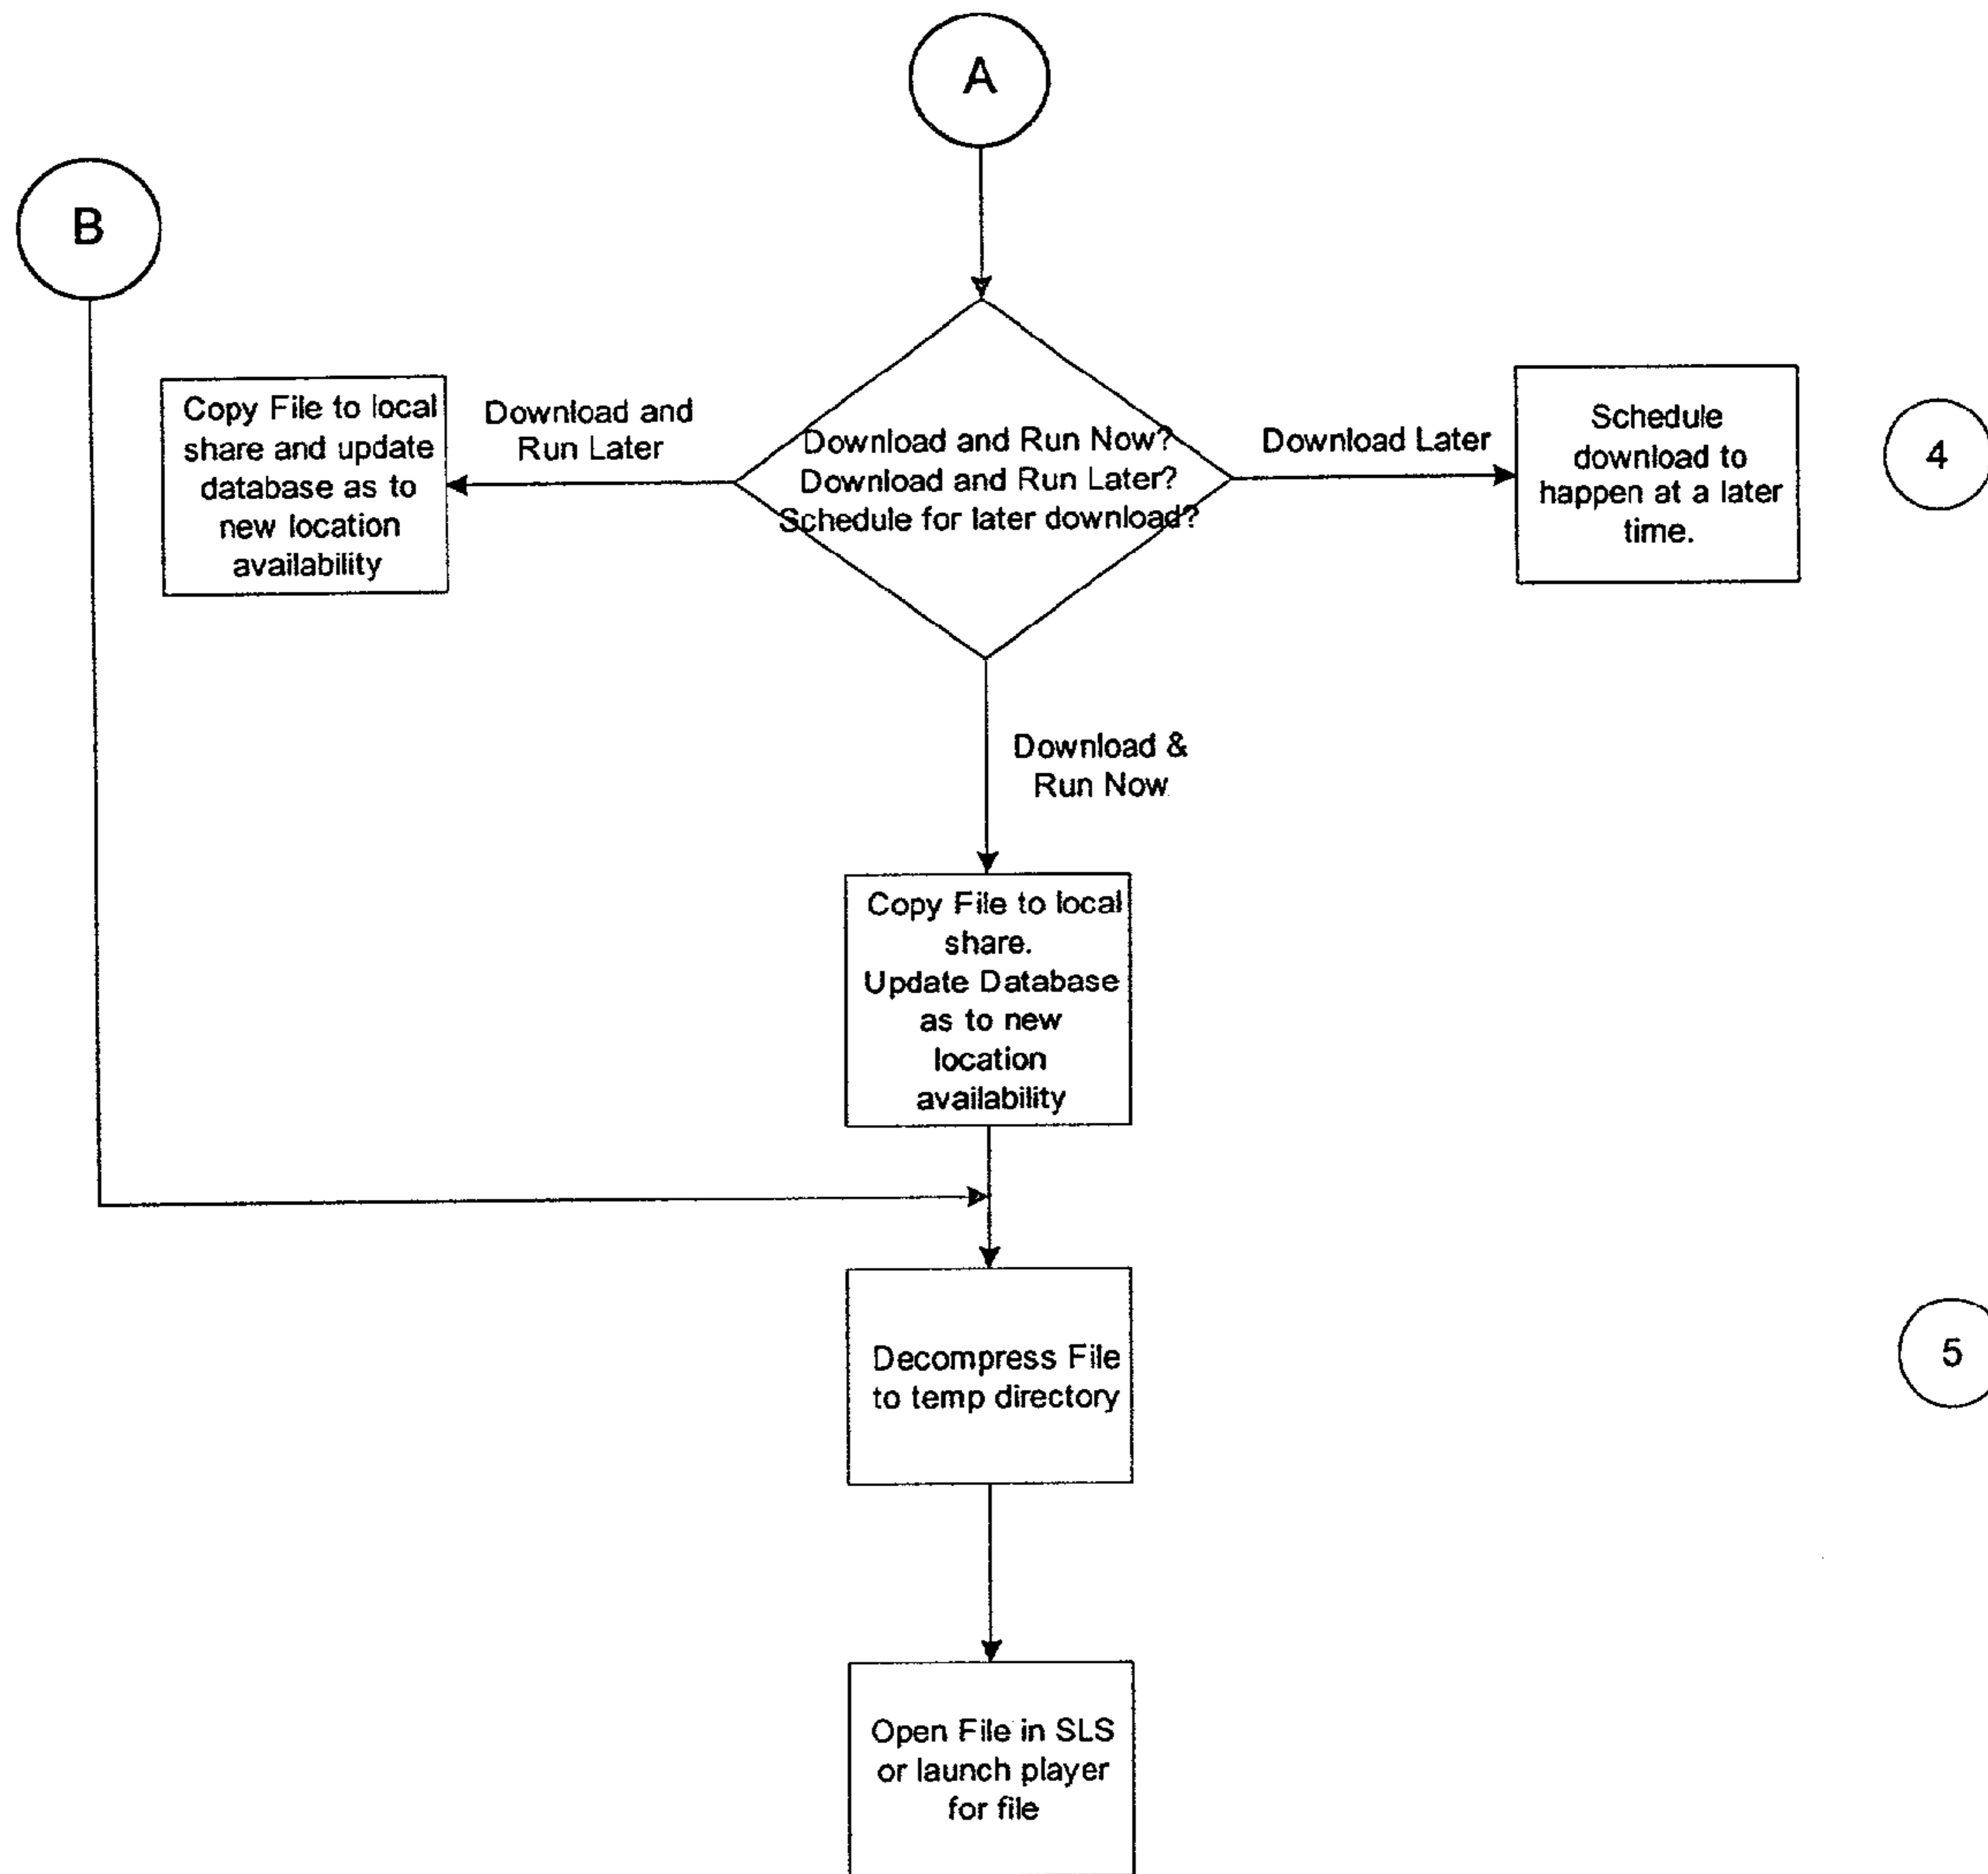 A
B
Copy File to local
share and update
database as to
new location
availability
Download and
Run Later
Download and Run Now?
Download and Run Later?
Schedule for later download?
Download Later
Schedule
download to
happen at a later
time.
4
Download &
Run Now
Copy File to local
share.
Update Database
as to new
location
availability
Decompress File
to temp directory
5
Open File in SLS
or launch player
for file